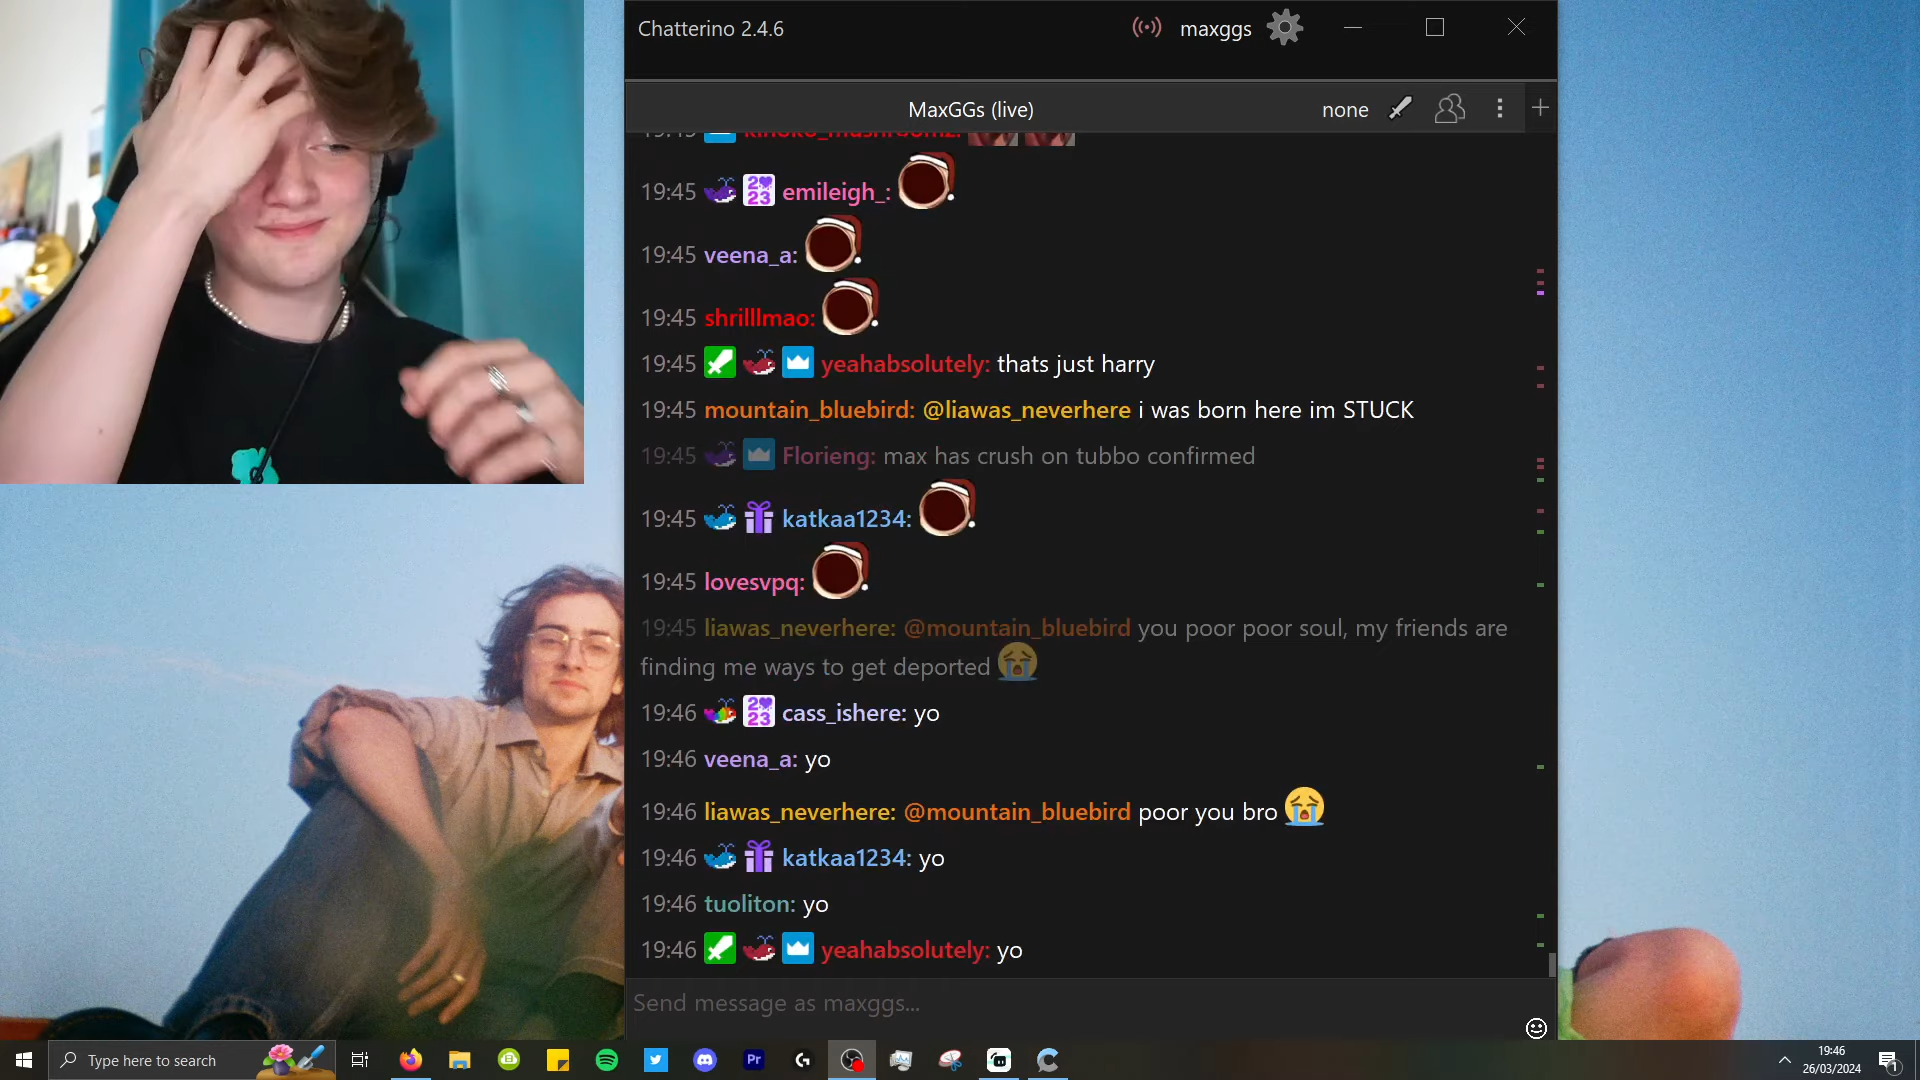 Chatterino 2.4.6
maxggs
MaxGGs (live)
none
19:45 kinoko_mushroomz:
19:45 emileigh_:
19:45 veena_a:
19:45 shrilllmao:
19:45 yeahabsolutely: thats just harry
19:45 mountain_bluebird: @liawas_neverhere i was born here im STUCK
19:45 Florieng: max has crush on tubbo confirmed
19:45 katkaa1234:
19:45 lovesvpq:
19:45 liawas_neverhere: @mountain_bluebird you poor poor soul, my friends are
finding me ways to get deported
19:46 cass_ishere: yo
19:46 veena_a: yo
19:46 liawas_neverhere: @mountain_bluebird poor you bro
19:46 katkaa1234: yo
19:46 tuoliton: yo
19:46 yeahabsolutely: yo
Send message as maxggs...
Type here to search
Pr
19:46
26/03/2024
1